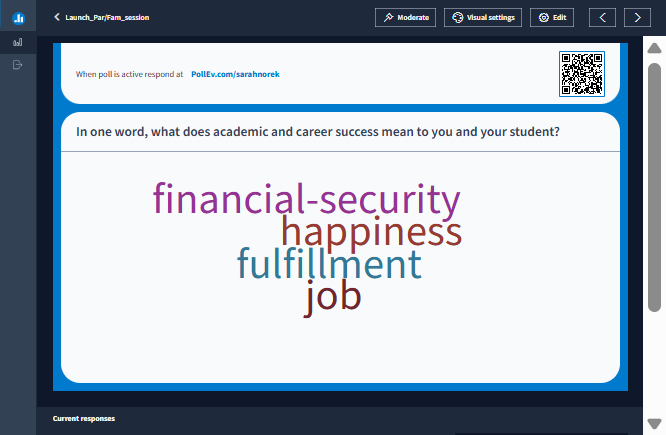 Launch_Par/Fam_session
Moderate
Visual settings
Edit
When poll is active respond at PollEv.com/sarahnorek
In one word, what does academic and career success mean to you and your student?
financial-security
happiness
fulfillment
job
Current responses